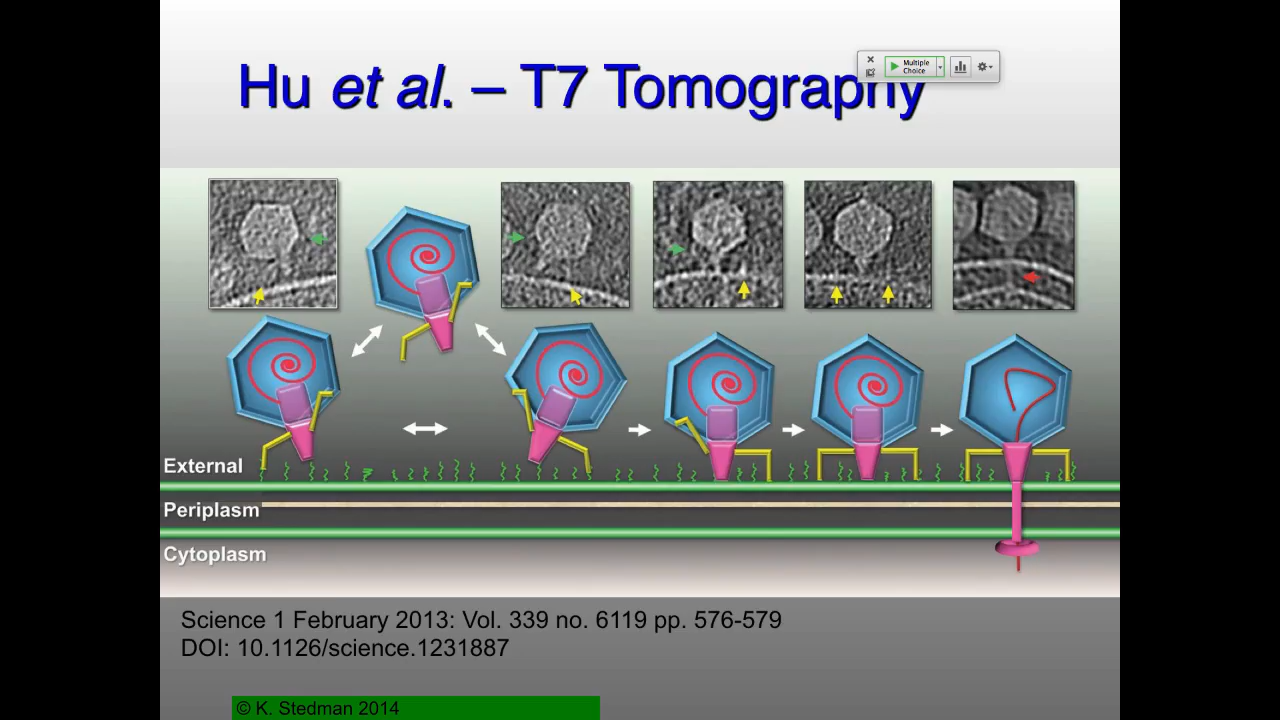 Hu et al. – T7 Tomography
Multiple
Choice
External
Periplasm
Cytoplasm
Science 1 February 2013: Vol. 339 no. 6119 pp. 576-579
DOI: 10.1126/science.1231887
© K. Stedman 2014